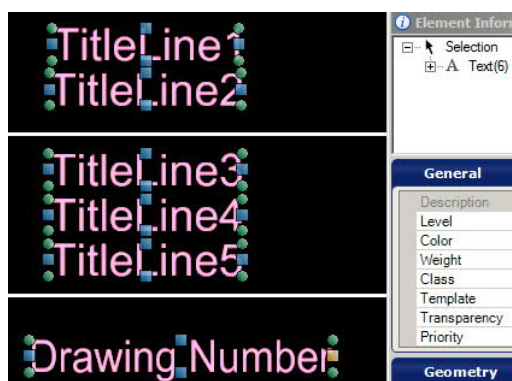 TitleLine1
TitleLine2
TitleLine3
TitleLine4
TitleLine5
Drawing Number
Element
Selection
A Text(6)
General
Description
Level
Color
Weight
Class
Template
Transparency
Priority
Geometry